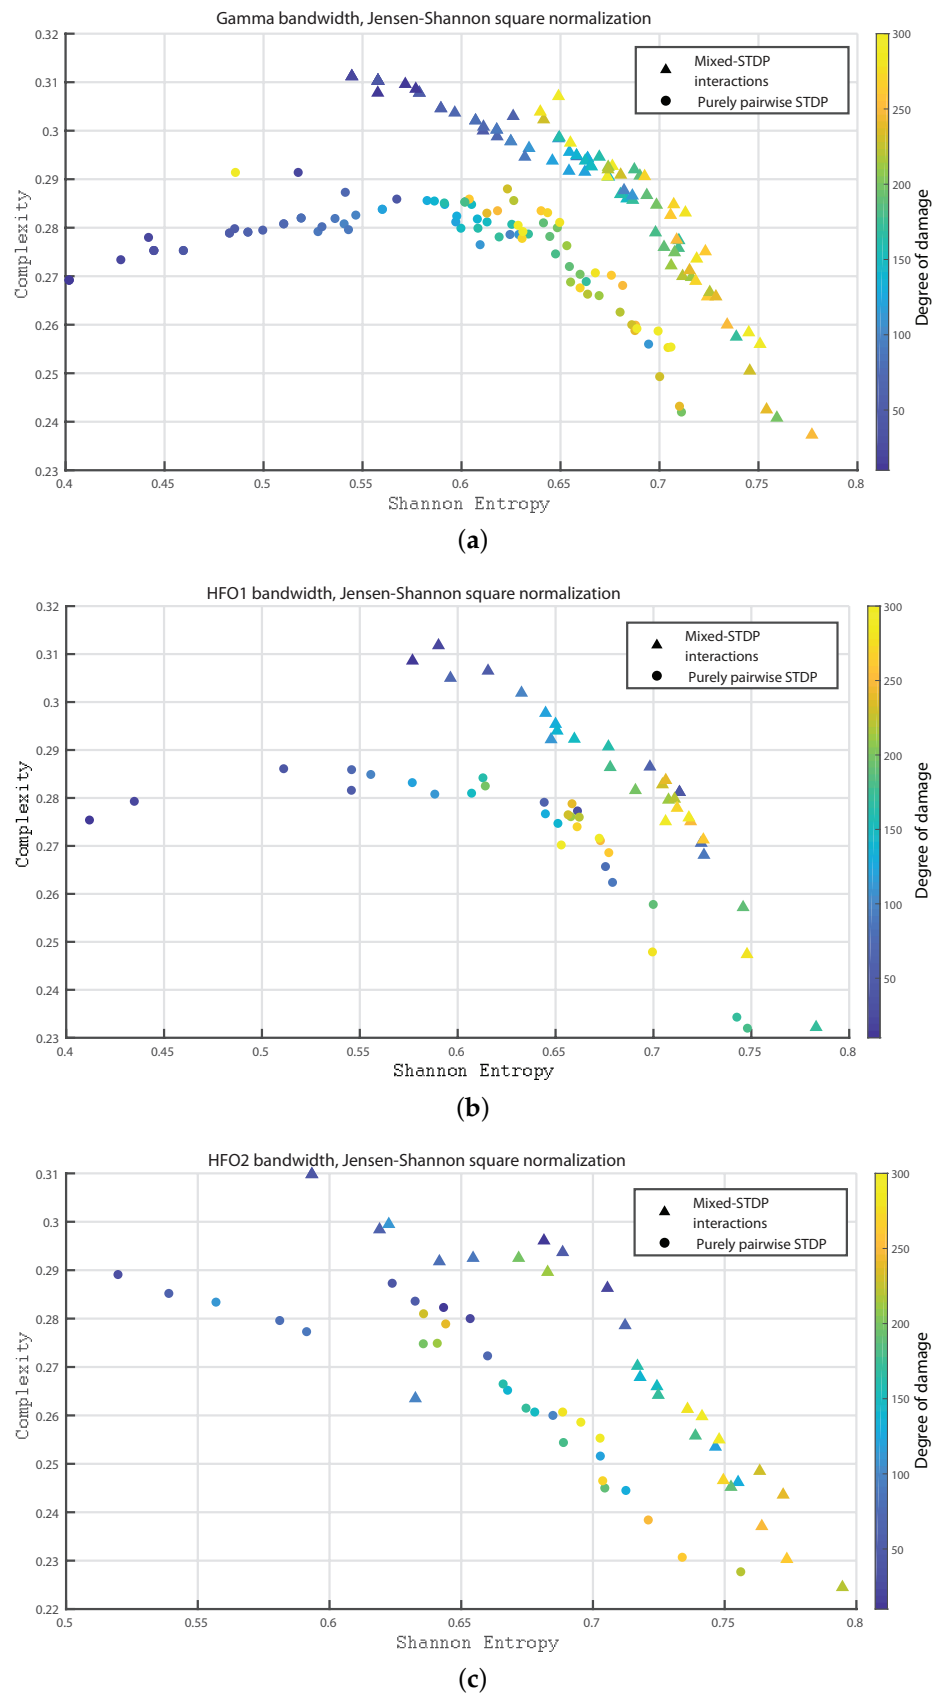 Gamma bandwidth, Jensen-Shannon square normalization
0.32
0.31
0.3
0.29
0.28
0.27
0.26
0.25
0.24
0.23
Complexity
Mixed-STDP
interactions
Purely pairwise STDP
0.4 0.45 0.5 0.55 0.6 0.65 0.7 0.75 0.8
Shannon Entropy
300
250
200
150
100
50
Degree of damage
(a)
HFO1 bandwidth, Jensen-Shannon square normalization
0.32
0.31
0.3
0.29
0.28
0.27
0.26
0.25
0.24
0.23
Complexity
Mixed-STDP
interactions
Purely pairwise STDP
0.4 0.45 0.5 0.55 0.6 0.65 0.7 0.75 0.8
Shannon Entropy
300
250
200
150
100
50
Degree of damage
(b)
HFO2 bandwidth, Jensen-Shannon square normalization
0.31
0.3
0.29
0.28
0.27
0.26
0.25
0.24
0.23
0.22
Complexity
Mixed-STDP
interactions
Purely pairwise STDP
0.5 0.55 0.6 0.65 0.7 0.75 0.8
Shannon Entropy
300
250
200
150
100
50
Degree of damage
(c)